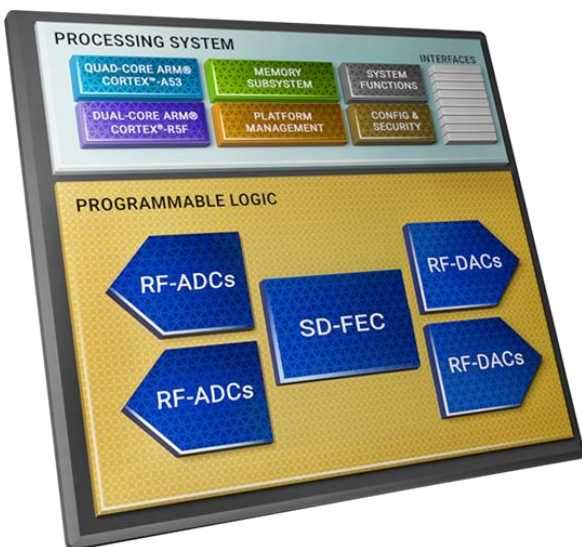 PROCESSING SYSTEM
INTERFACES
QUAD-CORE ARM®
CORTEX™-A53
MEMORY
SUBSYSTEM
SYSTEM
FUNCTIONS
DUAL-CORE ARM®
CORTEX®-R5F
PLATFORM
MANAGEMENT
CONFIG &
SECURITY
PROGRAMMABLE LOGIC
RF-ADCs
SD-FEC
RF-DACs
RF-ADCs
RF-DACs